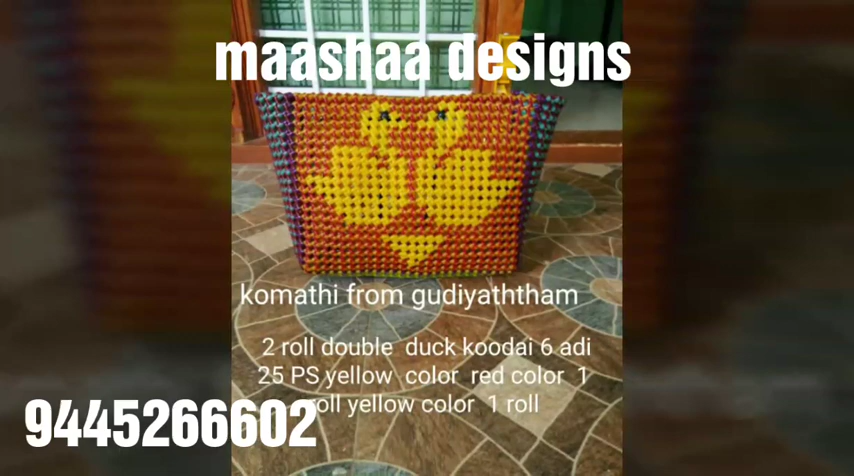 maashaa designs
komathi from gudiyaththam
2 roll double duck koodai 6 adi
25 PS yellow color red color 1
roll yellow color 1 roll
9445266602